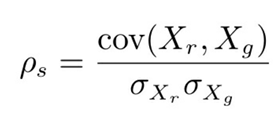 ρ_s = cov(X_r, X_g) / σ_{X_r} σ_{X_g}